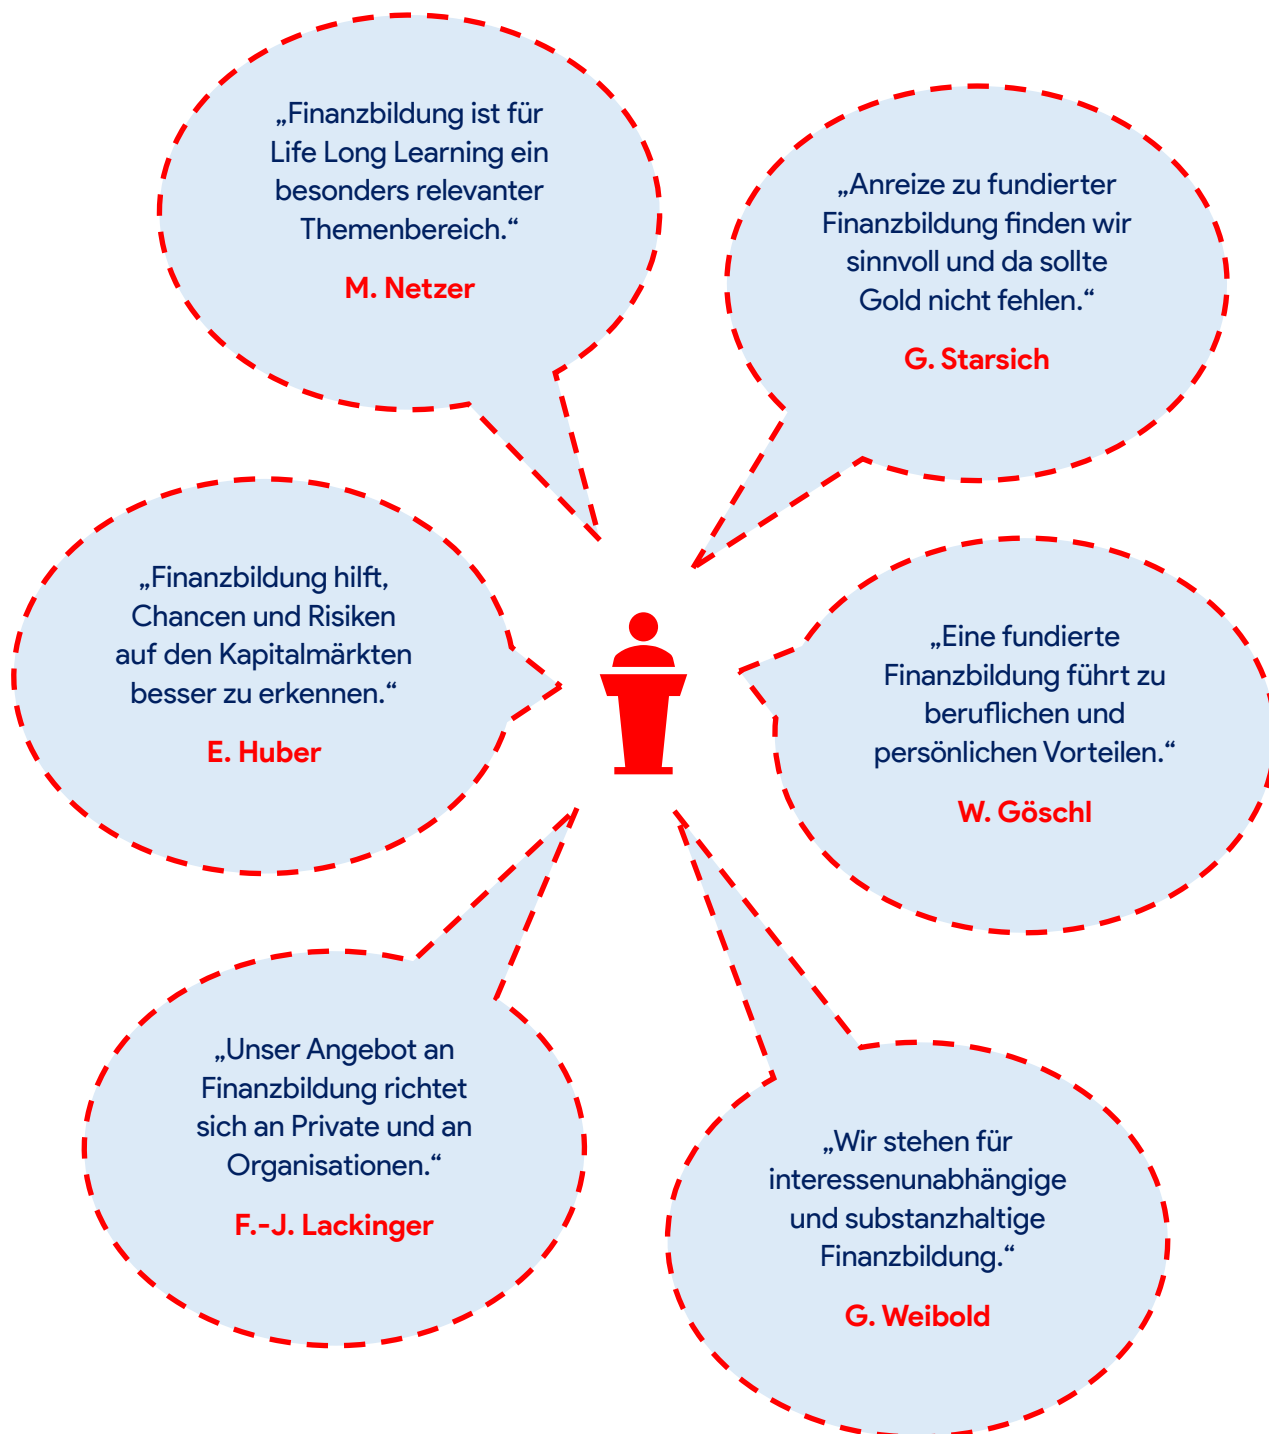 „Finanzbildung ist für
Life Long Learning ein
besonders relevanter
Themenbereich.“
M. Netzer
„Anreize zu fundierter
Finanzbildung finden wir
sinnvoll und da sollte
Gold nicht fehlen.“
G. Starsich
„Finanzbildung hilft,
Chancen und Risiken
auf den Kapitalmärkten
besser zu erkennen.“
E. Huber
„Eine fundierte
Finanzbildung führt zu
beruflichen und
persönlichen Vorteilen.“
W. Göschl
„Unser Angebot an
Finanzbildung richtet
sich an Private und an
Organisationen.“
F.-J. Lackinger
„Wir stehen für
interessenunabhängige
und substanzhaltige
Finanzbildung.“
G. Weibold